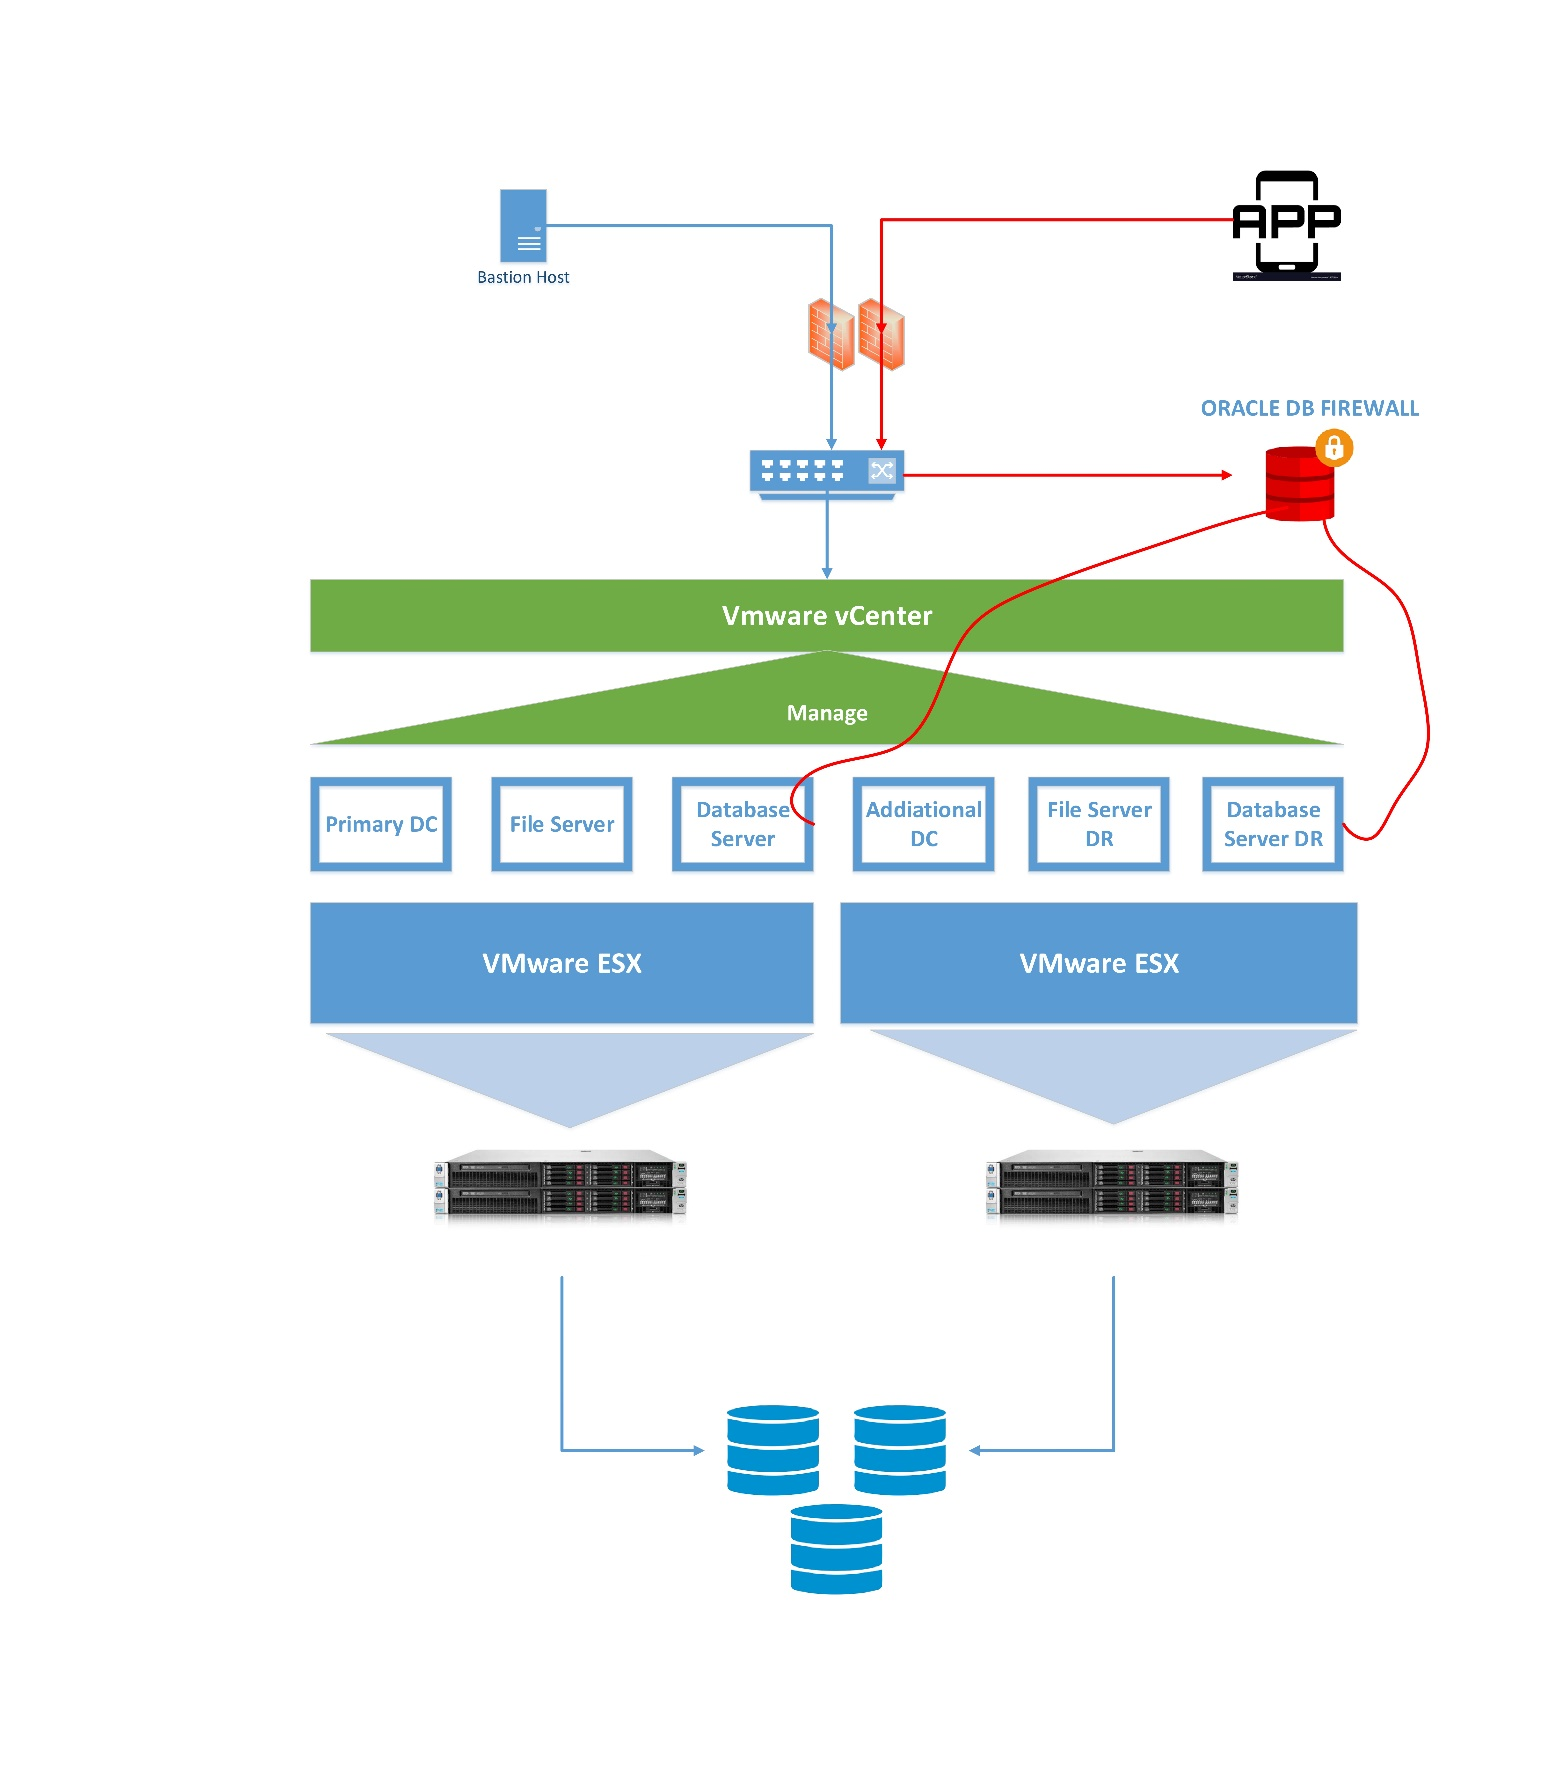 Bastion Host
APP
ORACLE DB FIREWALL
Vmware vCenter
Manage
Primary DC
File Server
Database
Server
Addiational
DC
File Server
DR
Database
Server DR
VMware ESX
VMware ESX